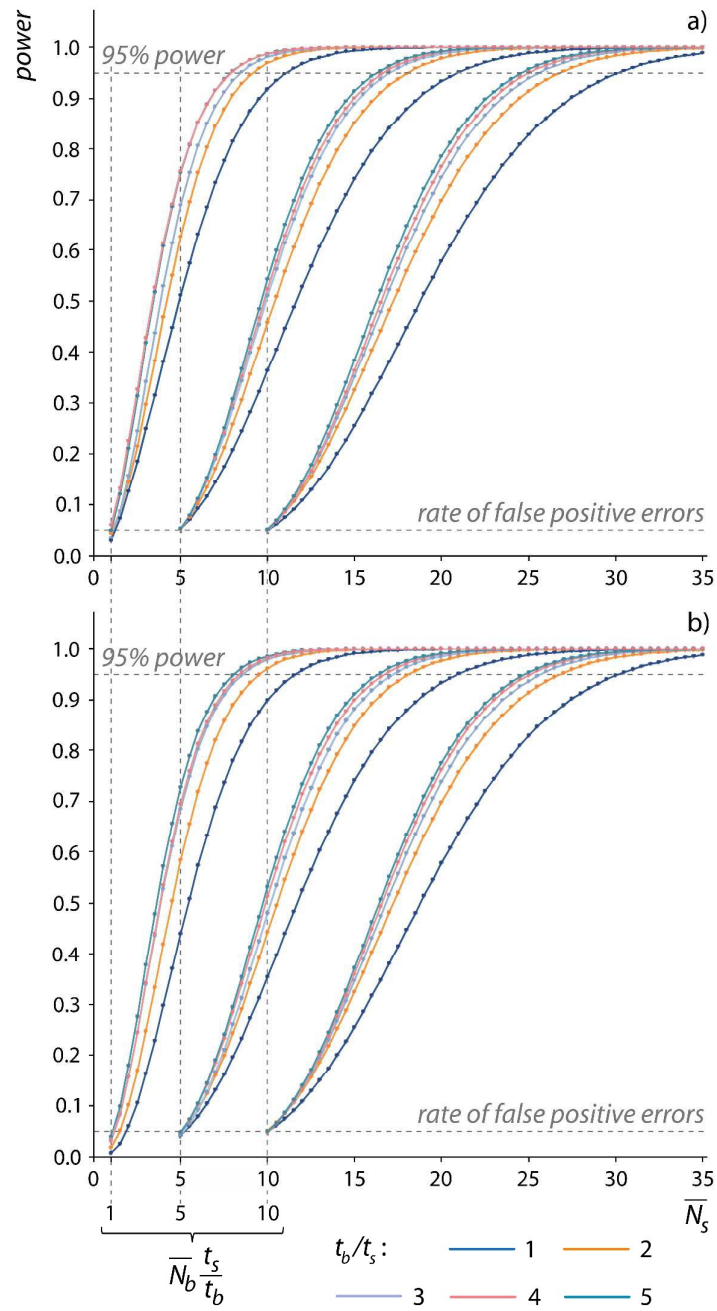 a)
power
1.0
95% power
0.9
0.8
0.7
0.6
0.5
0.4
0.3
0.2
0.1
rate of false positive errors
0.0
0 5 10 15 20 25 30 35
b)
1.0
95% power
0.9
0.8
0.7
0.6
0.5
0.4
0.3
0.2
0.1
rate of false positive errors
0.0
0 5 10 15 20 25 30 35
1 5 10
N̅s
N̅b ts/tb
tb/ts: 1 2
3 4 5